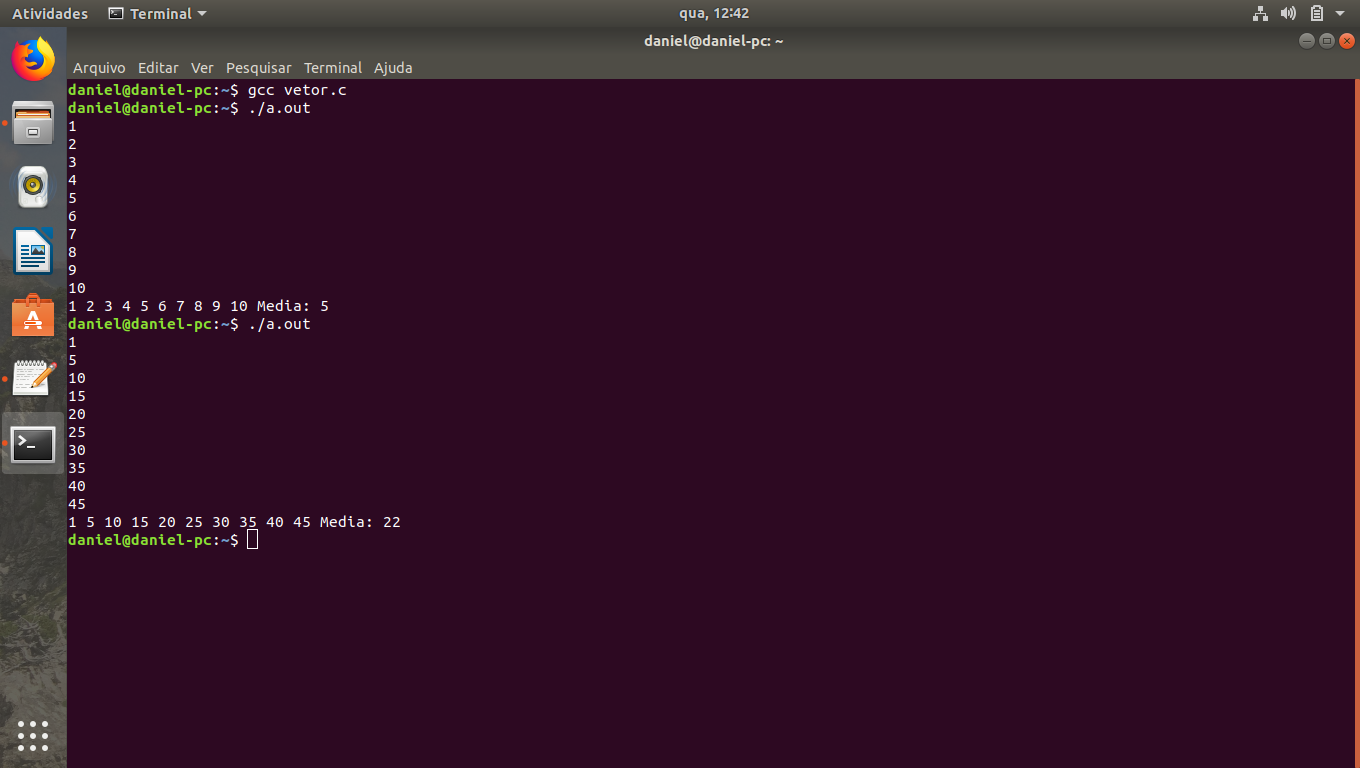 Atividades Terminal qua, 12:42
daniel@daniel-pc: ~
Arquivo Editar Ver Pesquisar Terminal Ajuda
daniel@daniel-pc:~$ gcc vetor.c
daniel@daniel-pc:~$ ./a.out
1
2
3
4
5
6
7
8
9
10
1 2 3 4 5 6 7 8 9 10 Media: 5
daniel@daniel-pc:~$ ./a.out
1
5
10
15
20
25
30
35
40
45
1 5 10 15 20 25 30 35 40 45 Media: 22
daniel@daniel-pc:~$